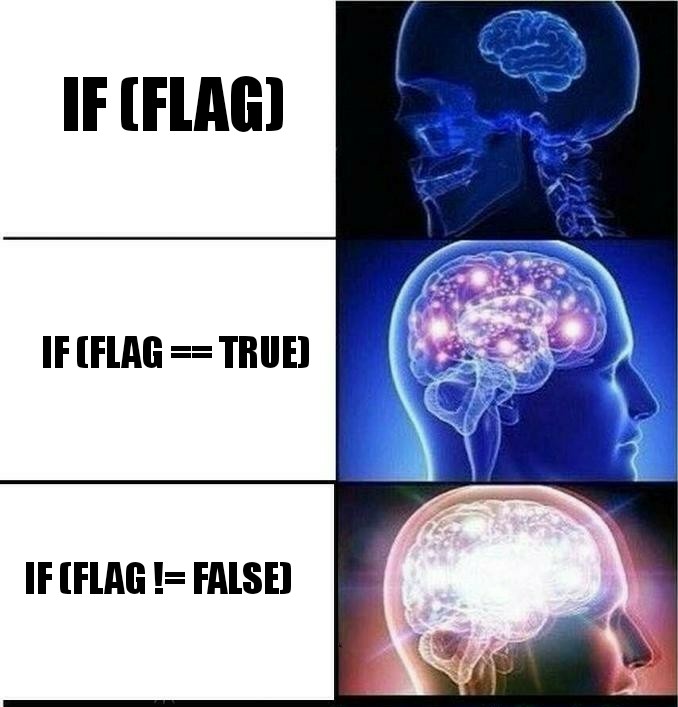 IF (FLAG)
IF (FLAG == TRUE)
IF (FLAG != FALSE)